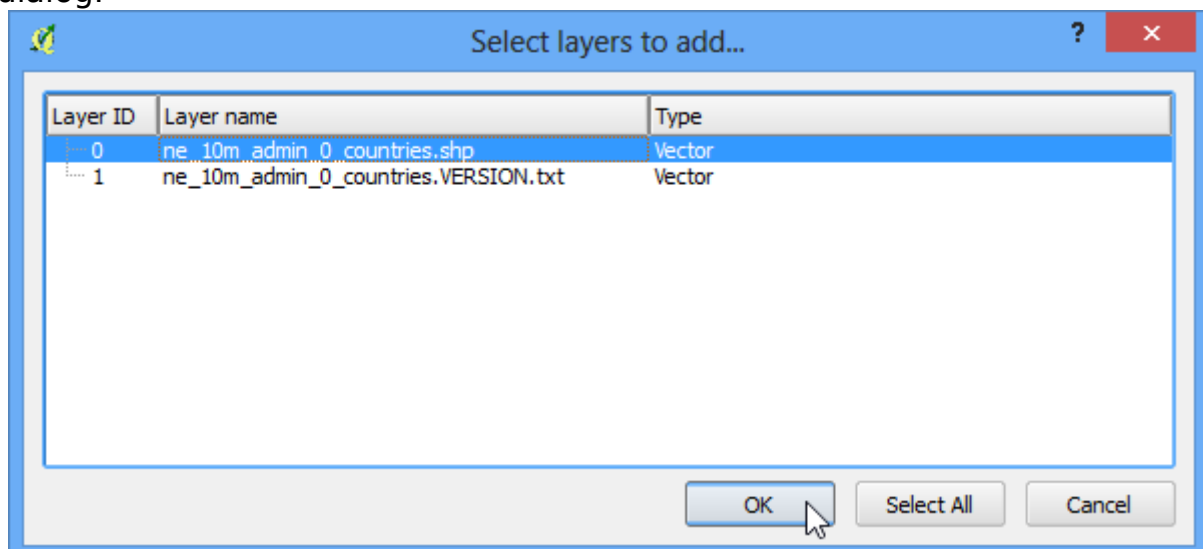 dialog.
Select layers to add...
?
Layer ID Layer name Type
0 ne_10m_admin_0_countries.shp Vector
1 ne_10m_admin_0_countries.VERSION.txt Vector
OK Select All Cancel